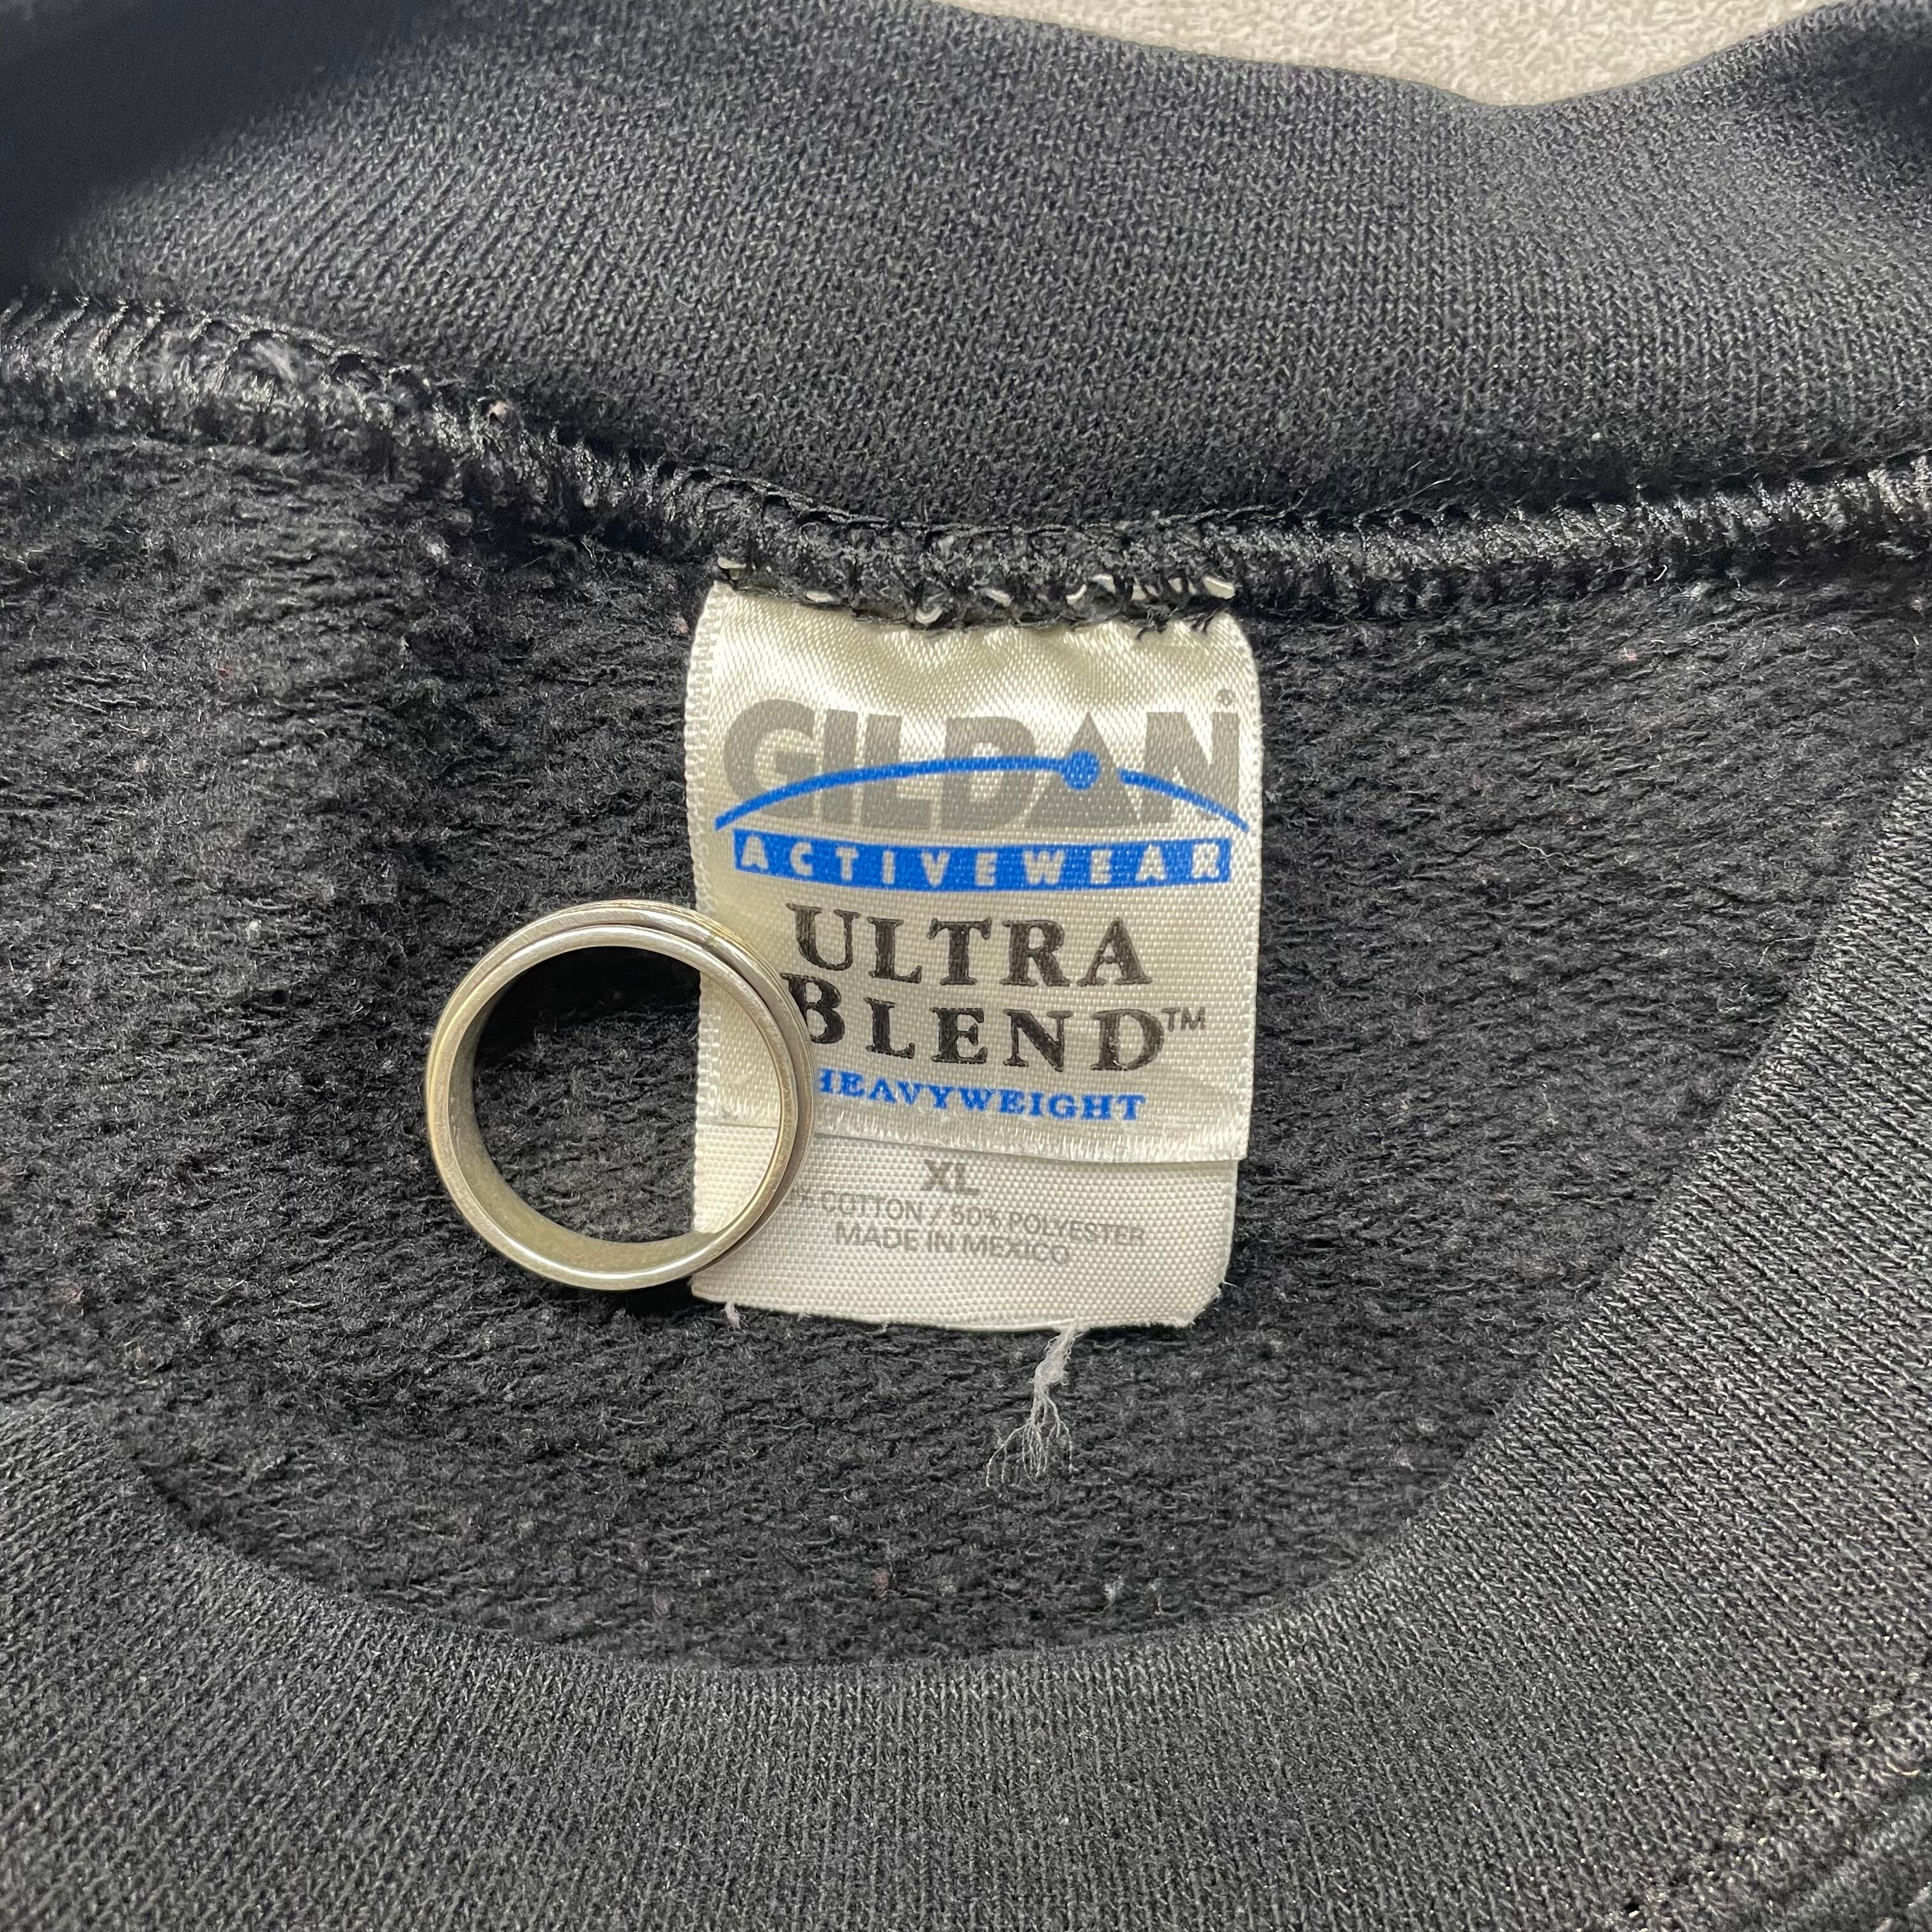 GILDAN®
ACTIVEWEAR
ULTRA
BLEND™
HEAVYWEIGHT
XL
% COTTON / 50% POLYESTER
MADE IN MEXICO